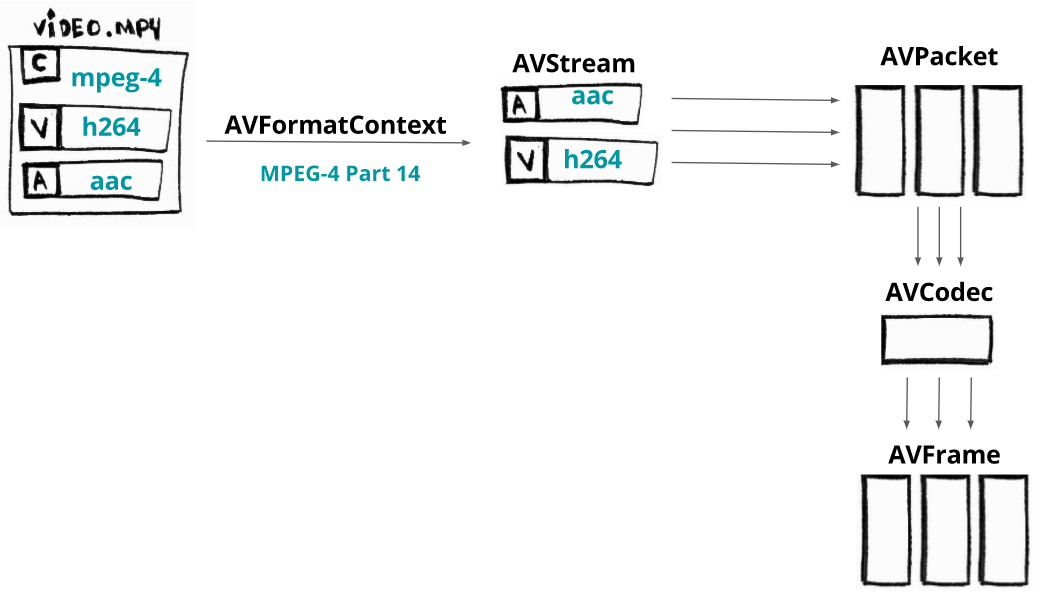 ViDEO.MP4
C mpeg-4
V h264
A aac
AVFormatContext
MPEG-4 Part 14
AVStream
A aac
V h264
AVPacket
AVCodec
AVFrame